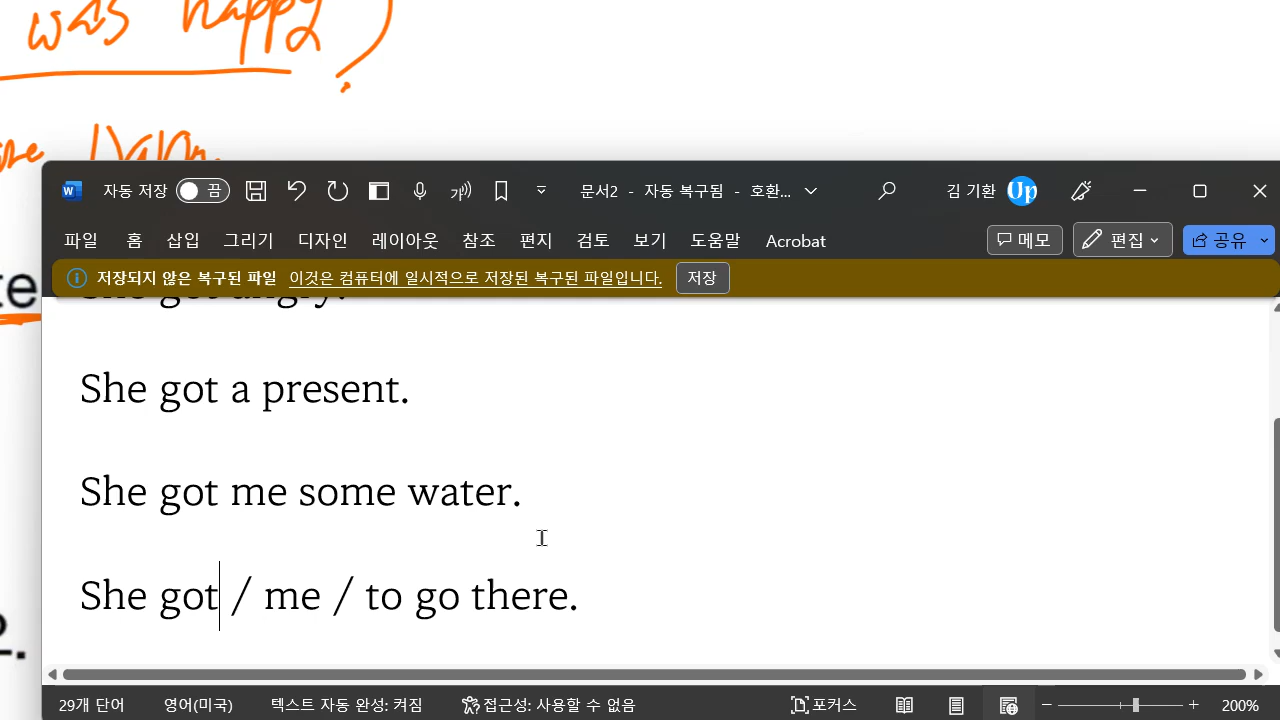 was happy?
자동 저장 끔 가)) 문서2 - 자동 복구됨 - 호환... 김 기환 Up
파일 홈 삽입 그리기 디자인 레이아웃 참조 편지 검토 보기 도움말 Acrobat 메모 편집 공유
저장되지 않은 복구된 파일 이것은 컴퓨터에 일시적으로 저장된 복구된 파일입니다. 저장
She got angry.
She got a present.
She got me some water.
She got / me / to go there.
29개 단어 영어(미국) 텍스트 자동 완성: 켜짐 접근성: 사용할 수 없음 포커스 200%